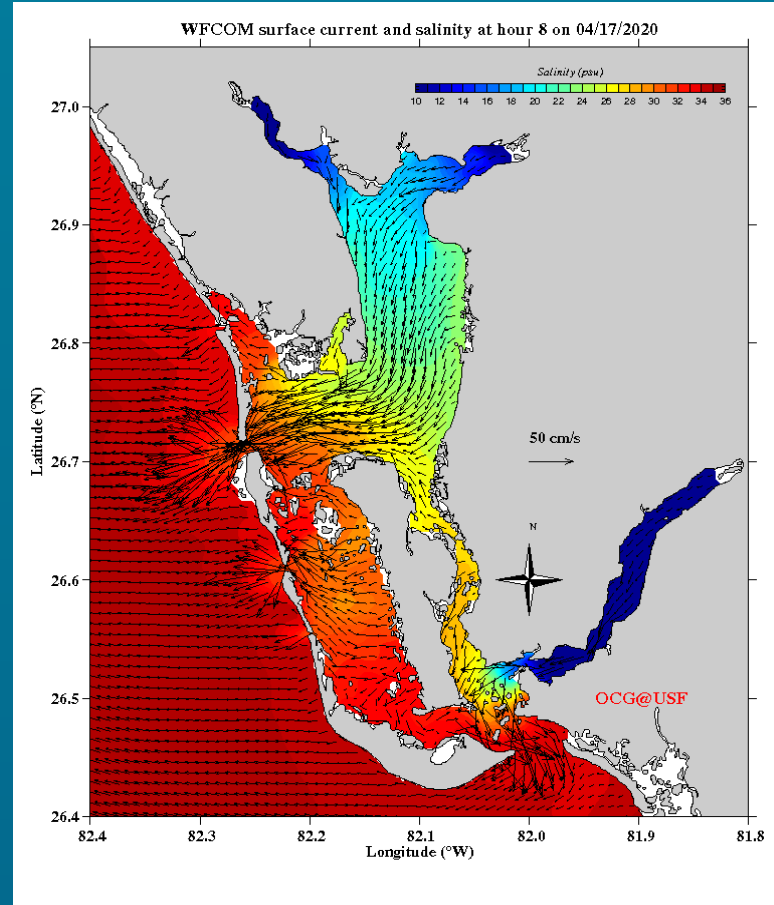 WFCOM surface current and salinity at hour 8 on 04/17/2020
Salinity (psu)
10 12 14 16 18 20 22 24 26 28 30 32 34 36
27.0
26.9
26.8
Latitude (°N)
50 cm/s
26.7
N
26.6
26.5
OCG@USF
26.4
82.4 82.3 82.2 82.1 82.0 81.9 81.8
Longitude (°W)